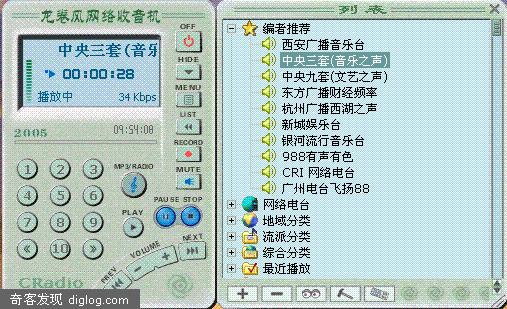 龙卷风网络收音机
OFF
中央三套(音乐
00:00:28
播放中 34 Kbps
HIDE
MENU
LIST
RECORD
MUTE
2005 09:54:08
1 2 3
4 5 6
7 8 9
10
MP3/RADIO
PAUSE STOP
PLAY
PREV VOLUME NEXT
CRadio
列表
编者推荐
西安广播音乐台
中央三套(音乐之声)
中央九套(文艺之声)
东方广播财经频率
杭州广播西湖之声
新城娱乐台
银河流行音乐台
988有声有色
CRI 网络电台
广州电台飞扬88
网络电台
地域分类
流派分类
综合分类
最近播放
奇客发现 diglog.com